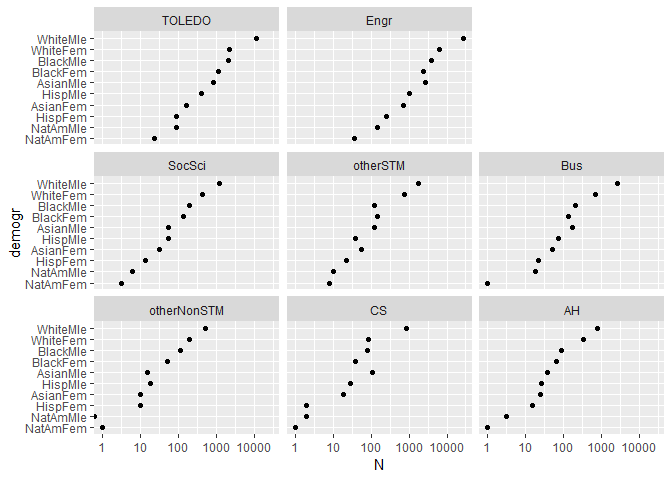 TOLEDO Engr
WhiteMle
WhiteFem
BlackMle
BlackFem
AsianMle
HispMle
AsianFem
HispFem
NatAmMle
NatAmFem
SocSci otherSTM Bus
WhiteMle
WhiteFem
BlackMle
BlackFem
AsianMle
HispMle
AsianFem
HispFem
NatAmMle
NatAmFem
demogr
otherNonSTM CS AH
WhiteMle
WhiteFem
BlackMle
BlackFem
AsianMle
HispMle
AsianFem
HispFem
NatAmMle
NatAmFem
1 10 100 1000 10000 1 10 100 1000 10000 1 10 100 1000 10000
N